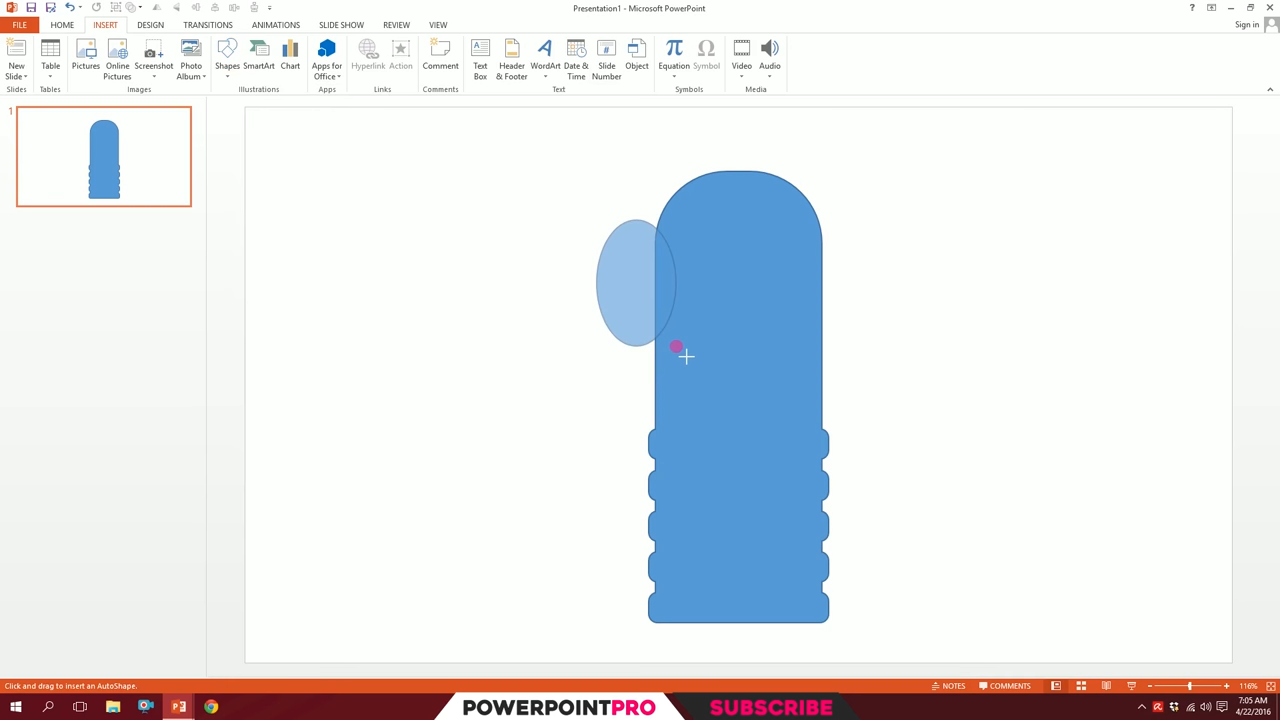 Presentation1 - Microsoft PowerPoint
Sign in
FILE HOME INSERT DESIGN TRANSITIONS ANIMATIONS SLIDE SHOW REVIEW VIEW
New Slide Table Pictures Online Pictures Screenshot Photo Album Shapes SmartArt Chart Apps for Office Hyperlink Action Comment Text Box Header & Footer WordArt Date & Time Slide Number Object Equation Symbol Video Audio
Slides Tables Images Illustrations Apps Links Comments Text Symbols Media
1
Click and drag to insert an AutoShape.
NOTES COMMENTS 116%
POWERPOINTPRO SUBSCRIBE
7:05 AM
4/22/2016